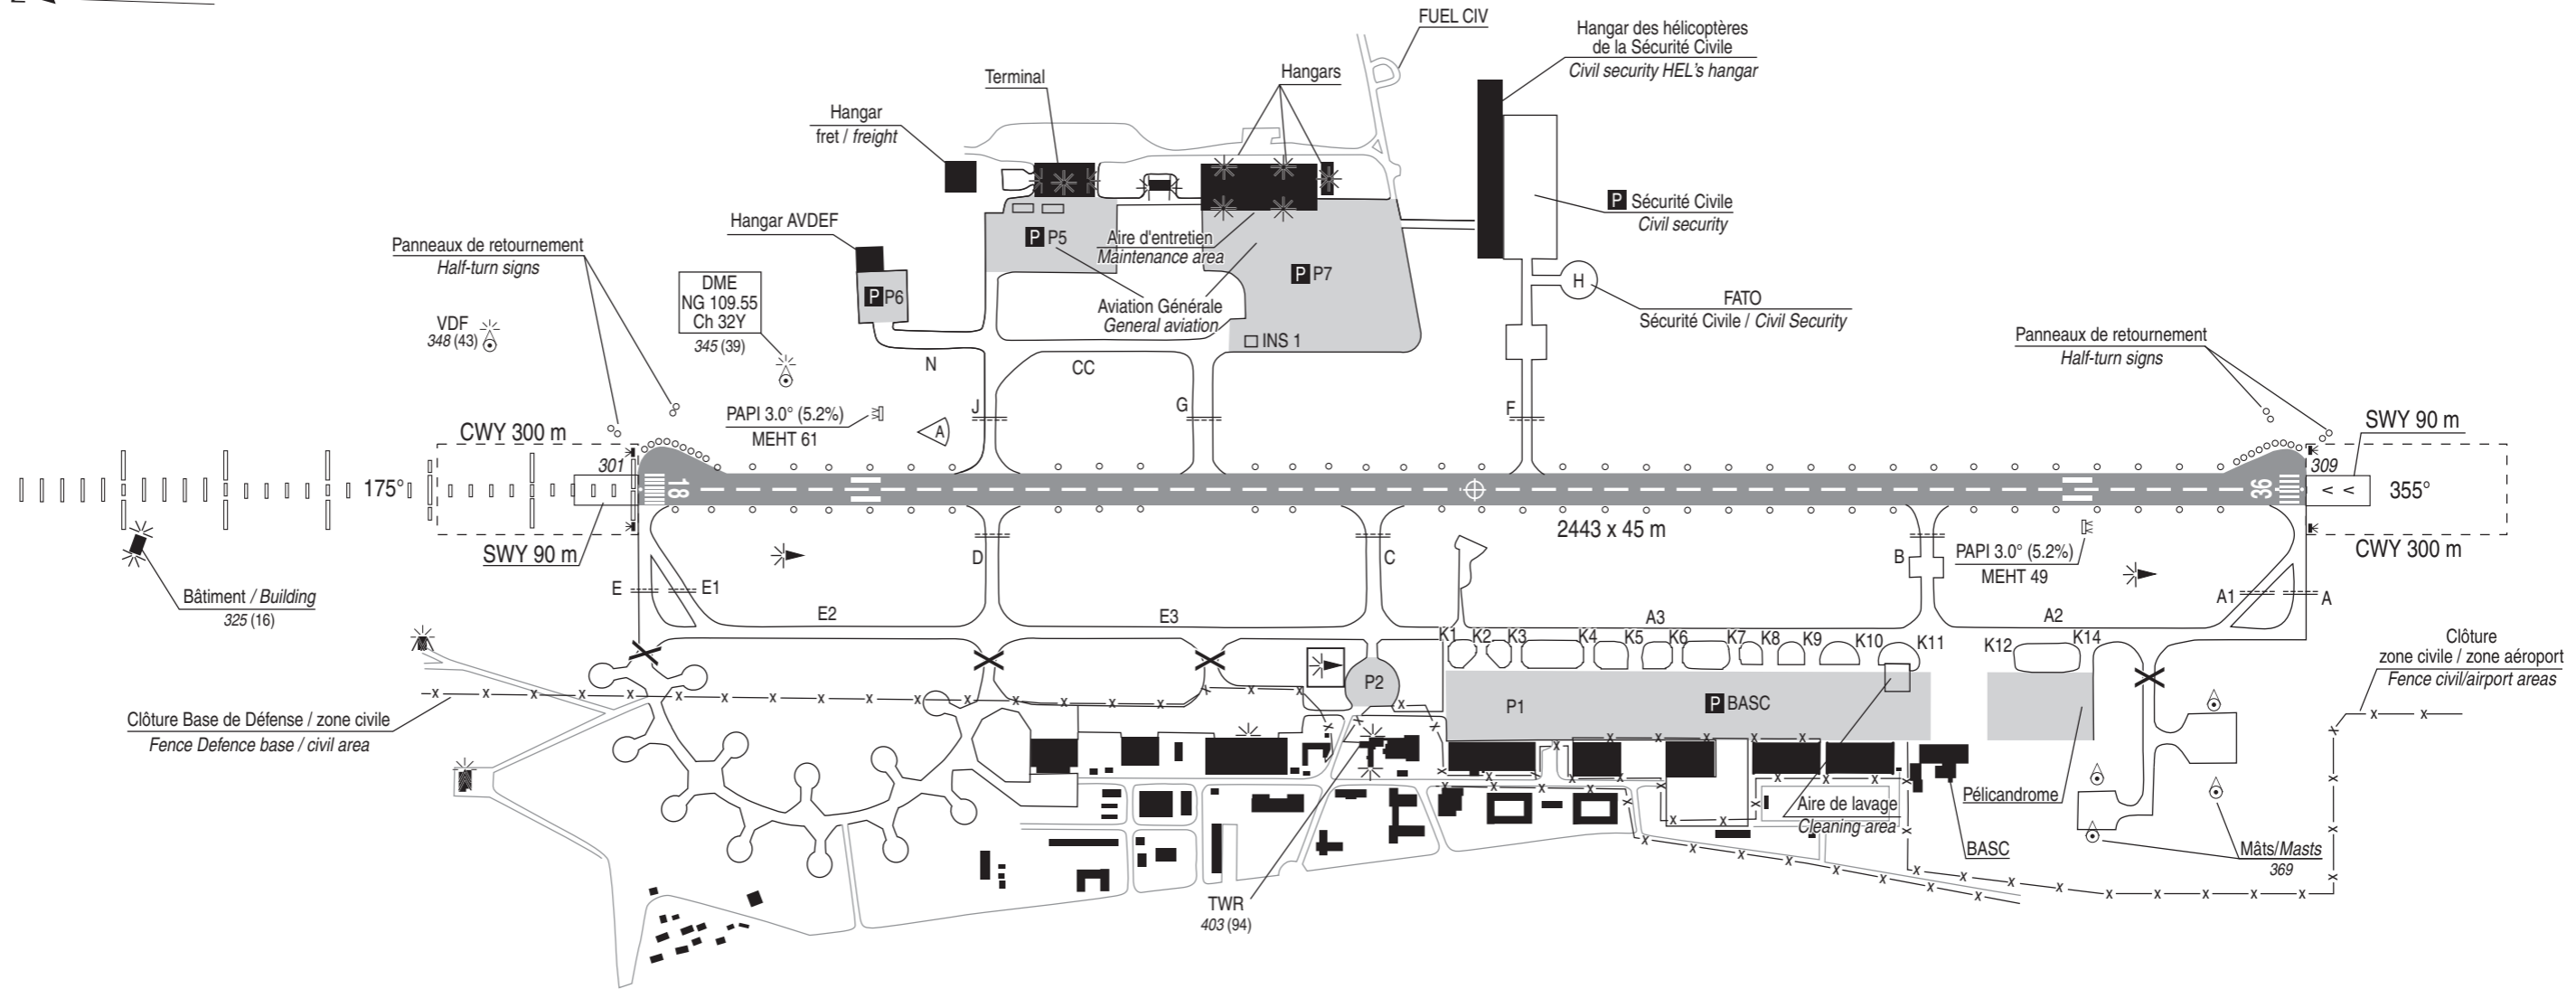 FUEL CIV
Hangar des hélicoptères
de la Sécurité Civile
Civil security HEL's hangar
Terminal
Hangars
Hangar
fret / freight
P Sécurité Civile
Civil security
Hangar AVDEF
Panneaux de retournement
Half-turn signs
P P5
Aire d'entretien
Maintenance area
P P7
DME
NG 109.55
Ch 32Y
345 (39)
P P6
H
VDF
348 (43)
Aviation Générale
General aviation
FATO
Sécurité Civile / Civil Security
INS 1
Panneaux de retournement
Half-turn signs
N
CC
PAPI 3.0° (5.2%)
MEHT 61
A
J
G
F
CWY 300 m
SWY 90 m
301
309
175°
18
36
< <
355°
2443 x 45 m
SWY 90 m
D
C
B
PAPI 3.0° (5.2%)
MEHT 49
CWY 300 m
E
E1
A1
A
Bâtiment / Building
325 (16)
E2
E3
A3
A2
K1
K2
K3
K4
K5
K6
K7
K8
K9
K10
K11
K12
K14
Clôture
zone civile / zone aéroport
Fence civil/airport areas
P2
P1
P BASC
Clôture Base de Défense / zone civile
Fence Defence base / civil area
Aire de lavage
Cleaning area
Pélicandrome
BASC
Mâts/Masts
369
TWR
403 (94)